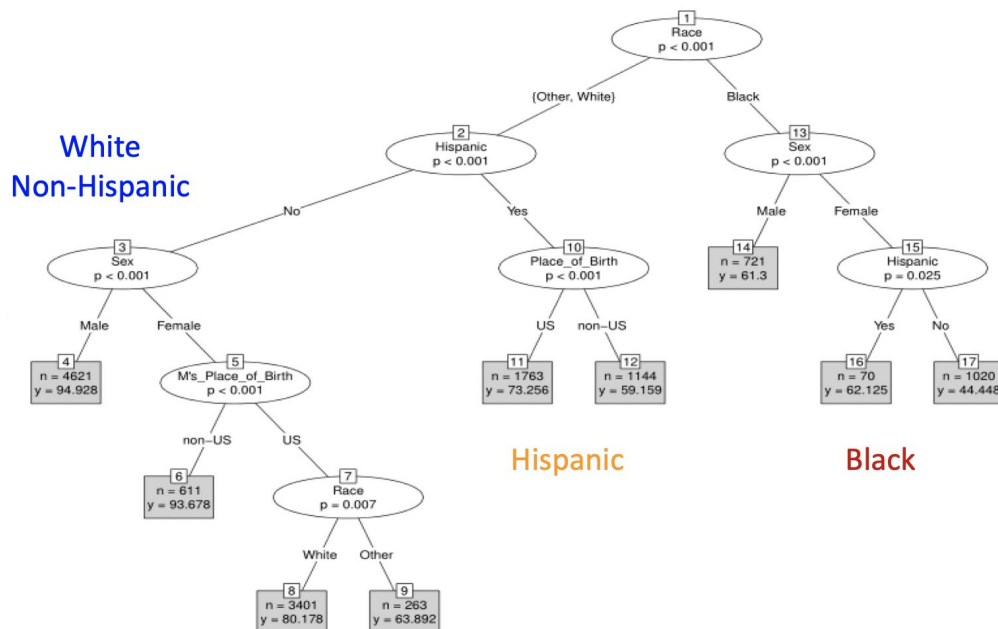 1
Race
p < 0.001
{Other, White}
Black
White
Non-Hispanic
2
Hispanic
p < 0.001
13
Sex
p < 0.001
No
Yes
Male
Female
3
Sex
p < 0.001
10
Place_of_Birth
p < 0.001
14
n = 721
y = 61.3
15
Hispanic
p = 0.025
Male
Female
US
non−US
Yes
No
4
n = 4621
y = 94.928
5
M's_Place_of_Birth
p < 0.001
11
n = 1763
y = 73.256
12
n = 1144
y = 59.159
16
n = 70
y = 62.125
17
n = 1020
y = 44.448
non−US
US
Hispanic
Black
6
n = 611
y = 93.678
7
Race
p = 0.007
White
Other
8
n = 3401
y = 80.178
9
n = 263
y = 63.892